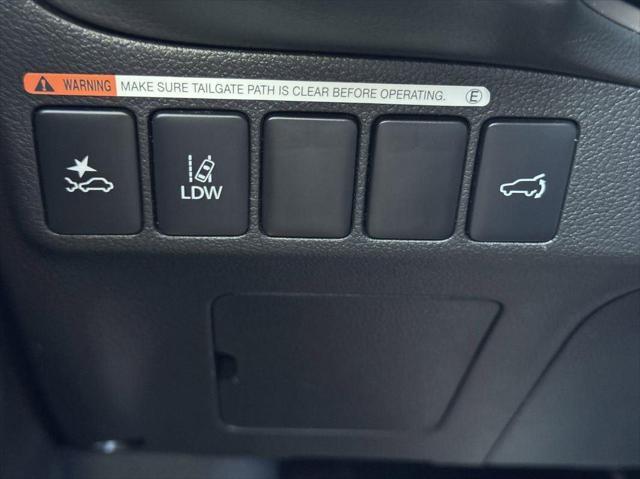 WARNING MAKE SURE TAILGATE PATH IS CLEAR BEFORE OPERATING. E
LDW